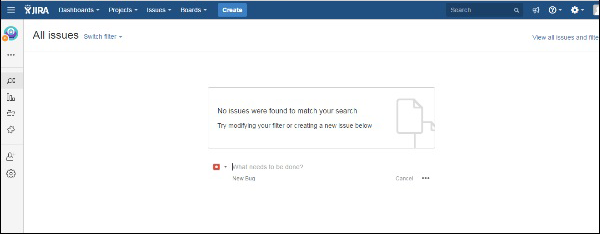 JIRA Dashboards Projects Issues Boards Create Search
All issues Switch filter View all issues and filte
No issues were found to match your search
Try modifying your filter or creating a new issue below
What needs to be done?
New Bug Cancel